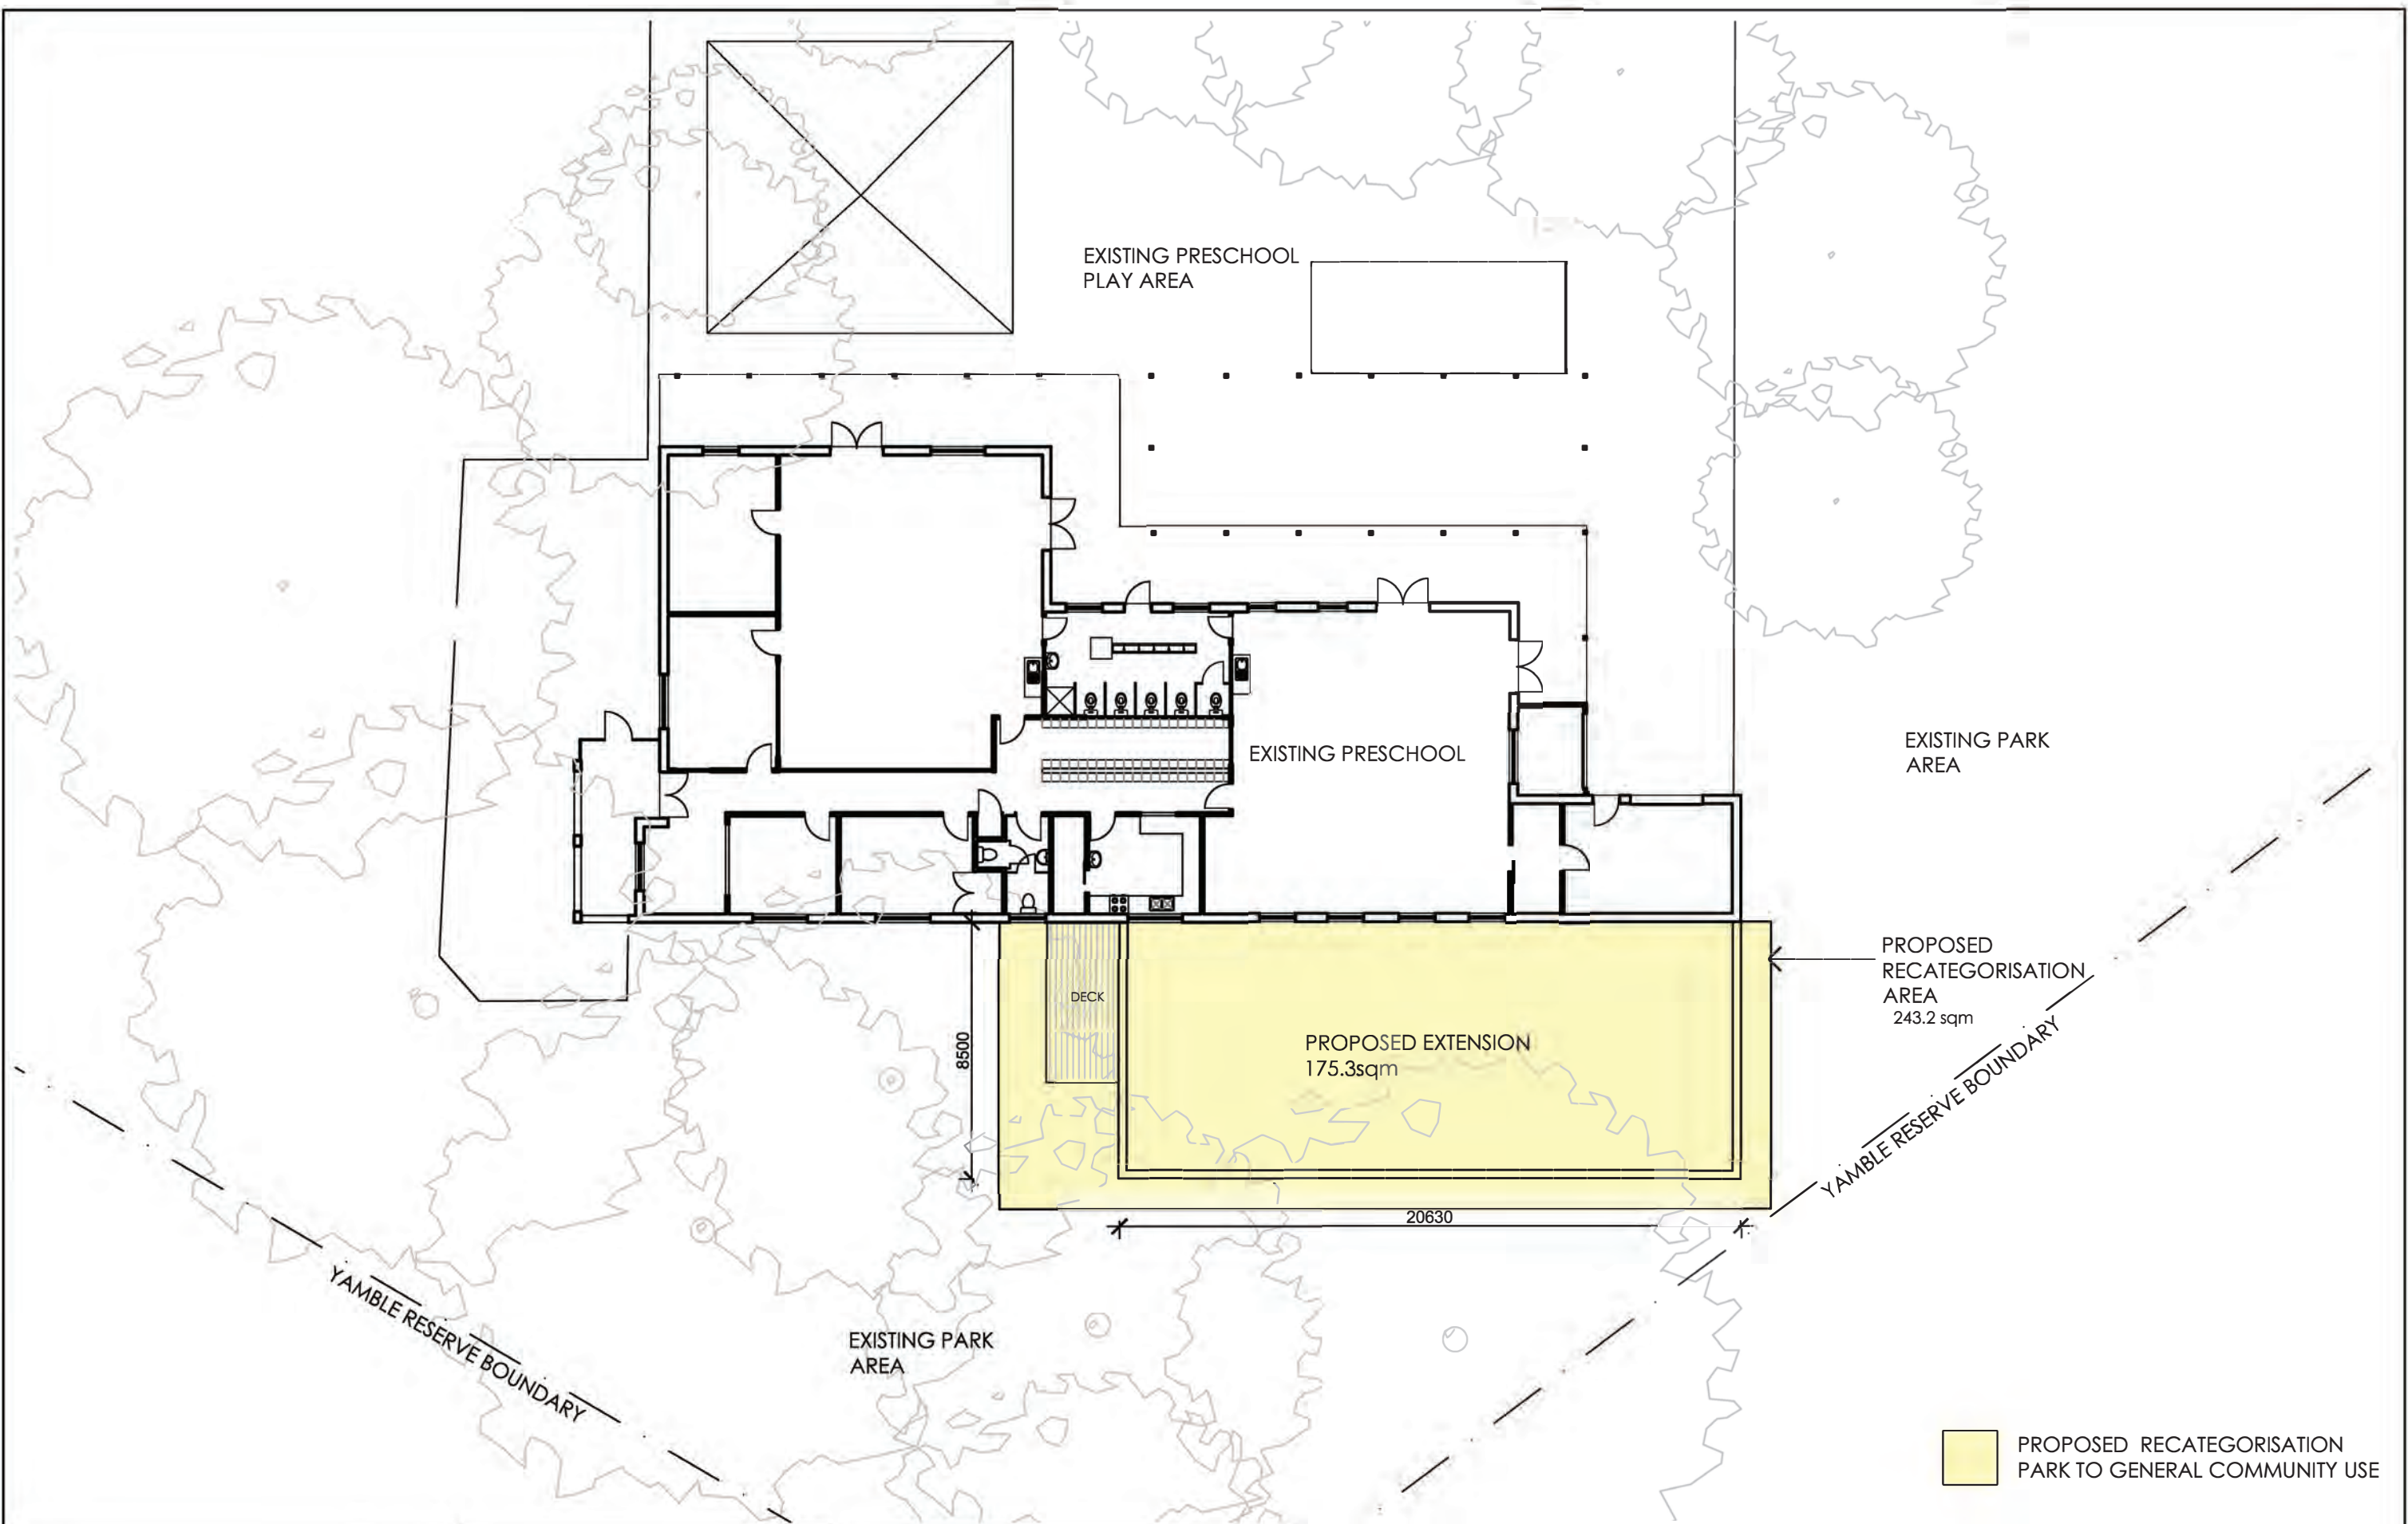 EXISTING PRESCHOOL
PLAY AREA
EXISTING PRESCHOOL
EXISTING PARK
AREA
PROPOSED
RECATEGORISATION
AREA
243.2 sqm
DECK
8500
PROPOSED EXTENSION
175.3sqm
YAMBLE RESERVE BOUNDARY
20630
YAMBLE RESERVE BOUNDARY
EXISTING PARK
AREA
PROPOSED RECATEGORISATION
PARK TO GENERAL COMMUNITY USE